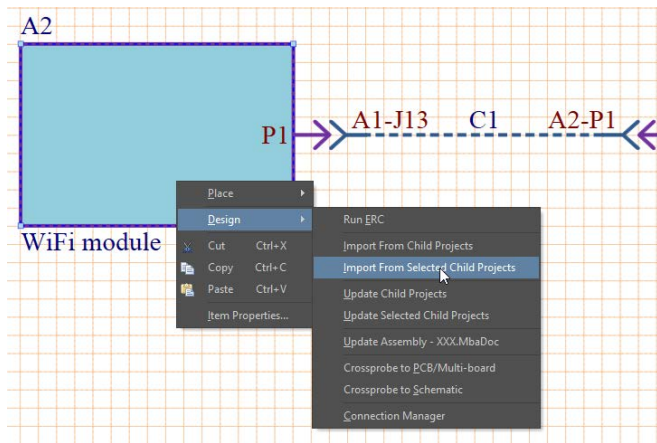 A2
P1
A1-J13 C1 A2-P1
WiFi module
Place
Design
Cut Ctrl+X
Copy Ctrl+C
Paste Ctrl+V
Item Properties...
Run ERC
Import From Child Projects
Import From Selected Child Projects
Update Child Projects
Update Selected Child Projects
Update Assembly - XXX.MbaDoc
Crossprobe to PCB/Multi-board
Crossprobe to Schematic
Connection Manager